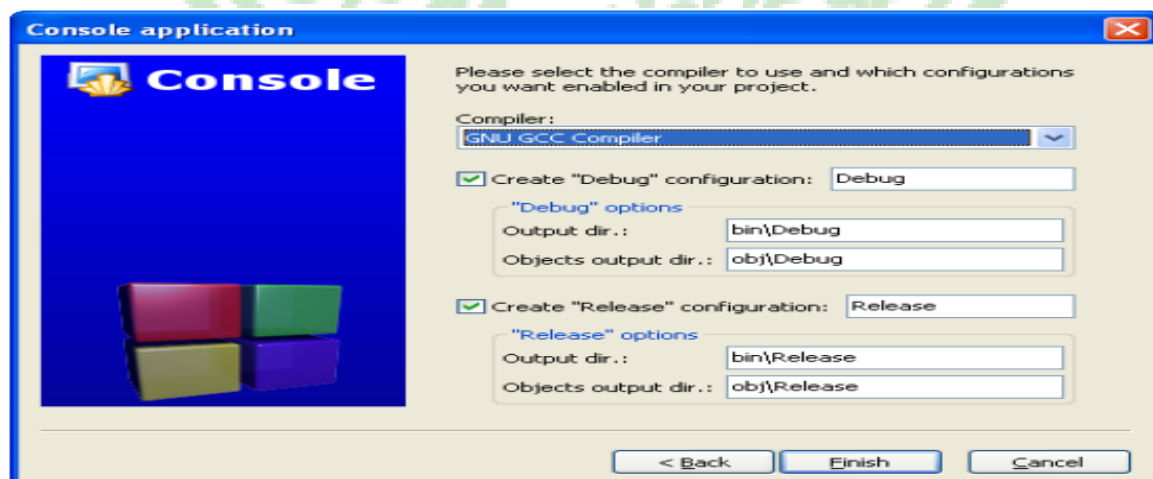 Console application
Console
Please select the compiler to use and which configurations
you want enabled in your project.
Compiler:
GNU GCC Compiler
Create "Debug" configuration: Debug
"Debug" options
Output dir.: bin\Debug
Objects output dir.: obj\Debug
Create "Release" configuration: Release
"Release" options
Output dir.: bin\Release
Objects output dir.: obj\Release
< Back Finish Cancel